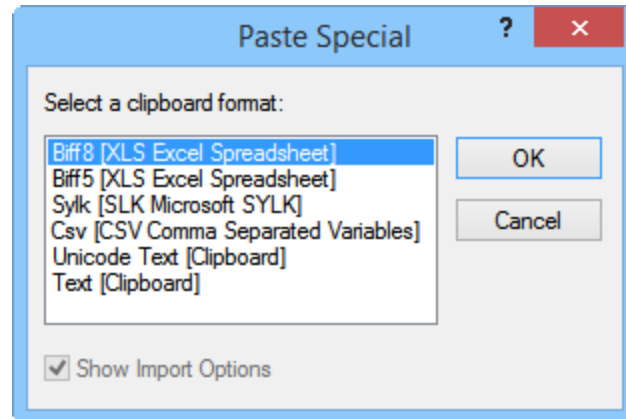 Paste Special
?
×
Select a clipboard format:
Biff8 [XLS Excel Spreadsheet]
Biff5 [XLS Excel Spreadsheet]
Sylk [SLK Microsoft SYLK]
Csv [CSV Comma Separated Variables]
Unicode Text [Clipboard]
Text [Clipboard]
OK
Cancel
Show Import Options